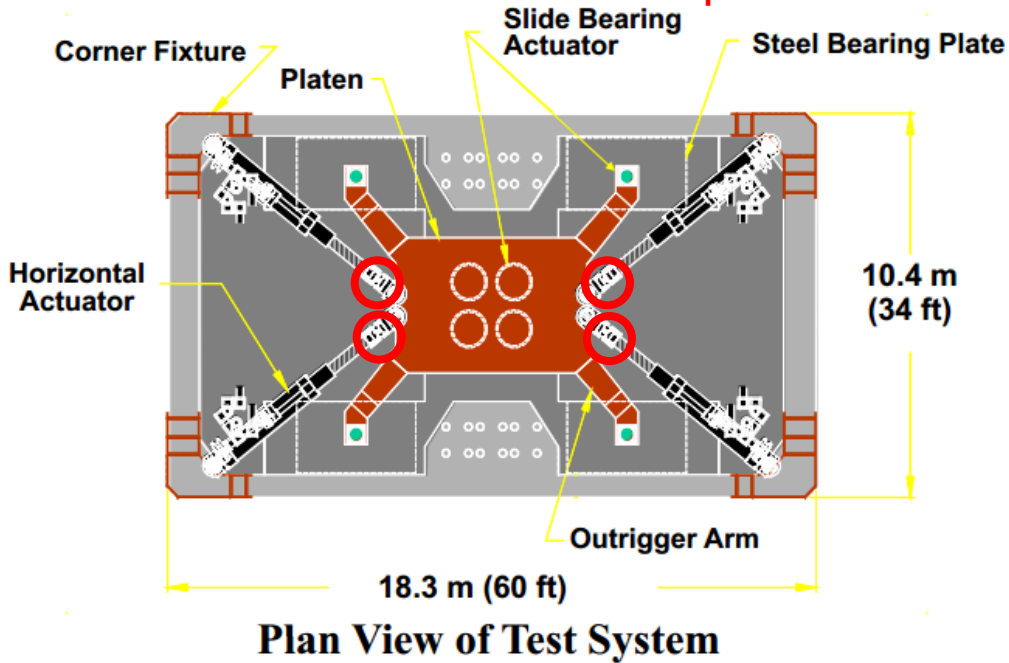 Slide Bearing
Actuator
Corner Fixture
Steel Bearing Plate
Platen
Horizontal
Actuator
10.4 m
(34 ft)
Outrigger Arm
18.3 m (60 ft)
Plan View of Test System